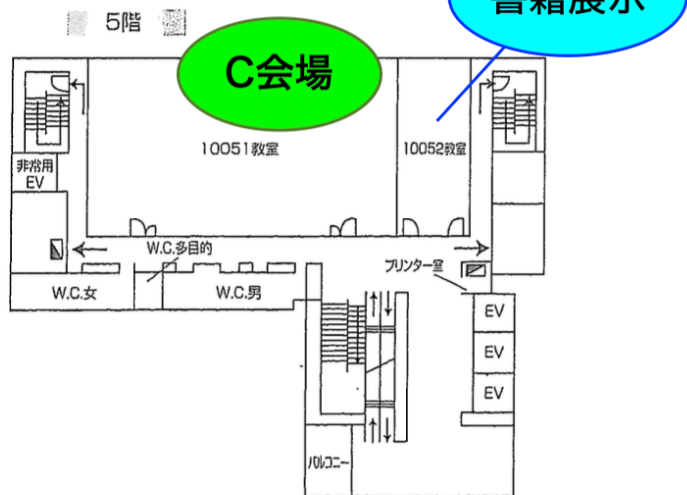 書籍展示
5階
C会場
10051教室
10052教室
非常用
EV
W.C.多目的
プリンター室
W.C.女
W.C.男
EV
EV
EV
バルコニー